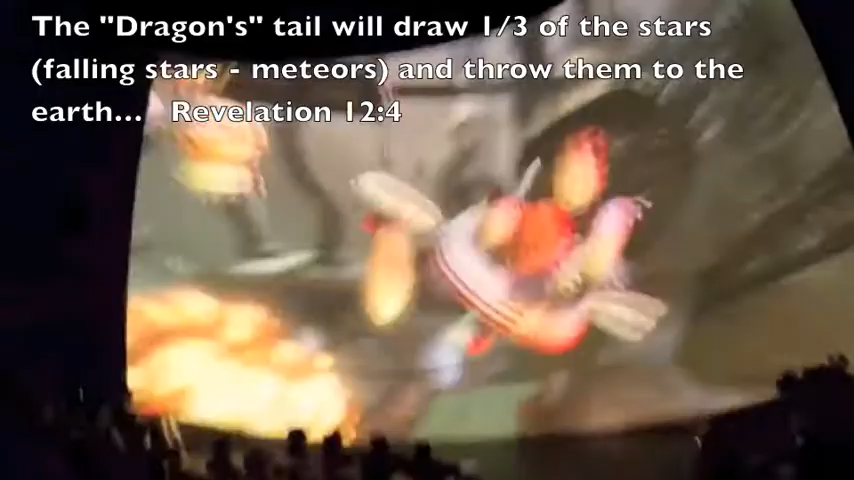 The "Dragon's" tail will draw 1/3 of the stars
(falling stars - meteors) and throw them to the
earth... Revelation 12:4